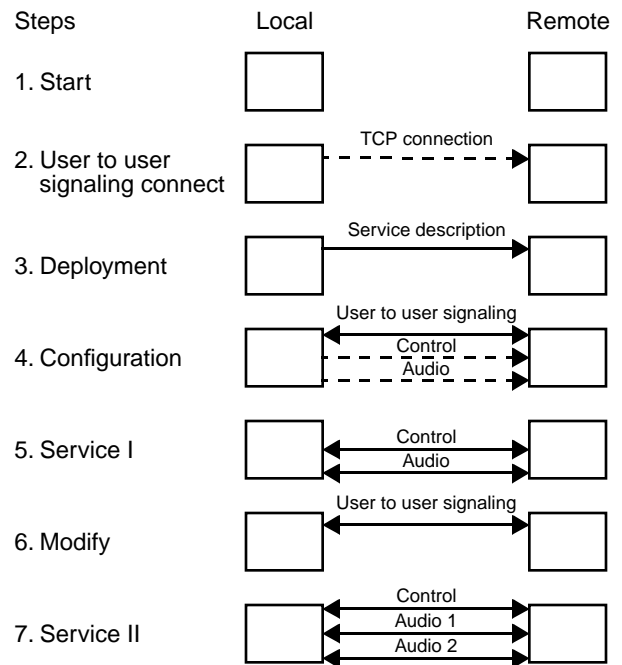 Steps Local Remote
1. Start
2. User to user
signaling connect
TCP connection
3. Deployment
Service description
4. Configuration
User to user signaling
Control
Audio
5. Service I
Control
Audio
6. Modify
User to user signaling
7. Service II
Control
Audio 1
Audio 2